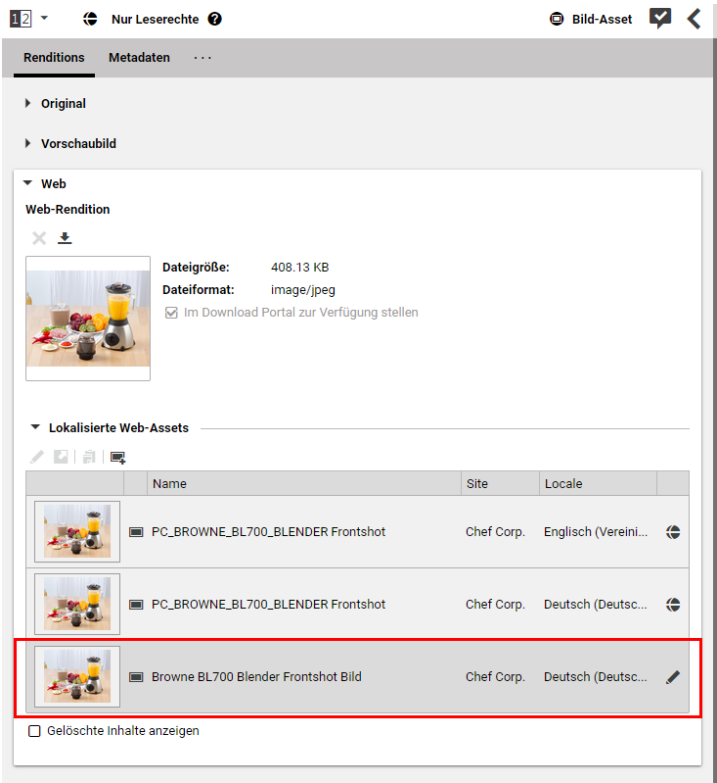 12 Nur Leserechte ? Bild-Asset
Renditions Metadaten ...
Original
Vorschaubild
Web
Web-Rendition
Dateigröße: 408.13 KB
Dateiformat: image/jpeg
Im Download Portal zur Verfügung stellen
Lokalisierte Web-Assets
Name Site Locale
PC_BROWNE_BL700_BLENDER Frontshot Chef Corp. Englisch (Vereini...
PC_BROWNE_BL700_BLENDER Frontshot Chef Corp. Deutsch (Deutsc...
Browne BL700 Blender Frontshot Bild Chef Corp. Deutsch (Deutsc...
Gelöschte Inhalte anzeigen